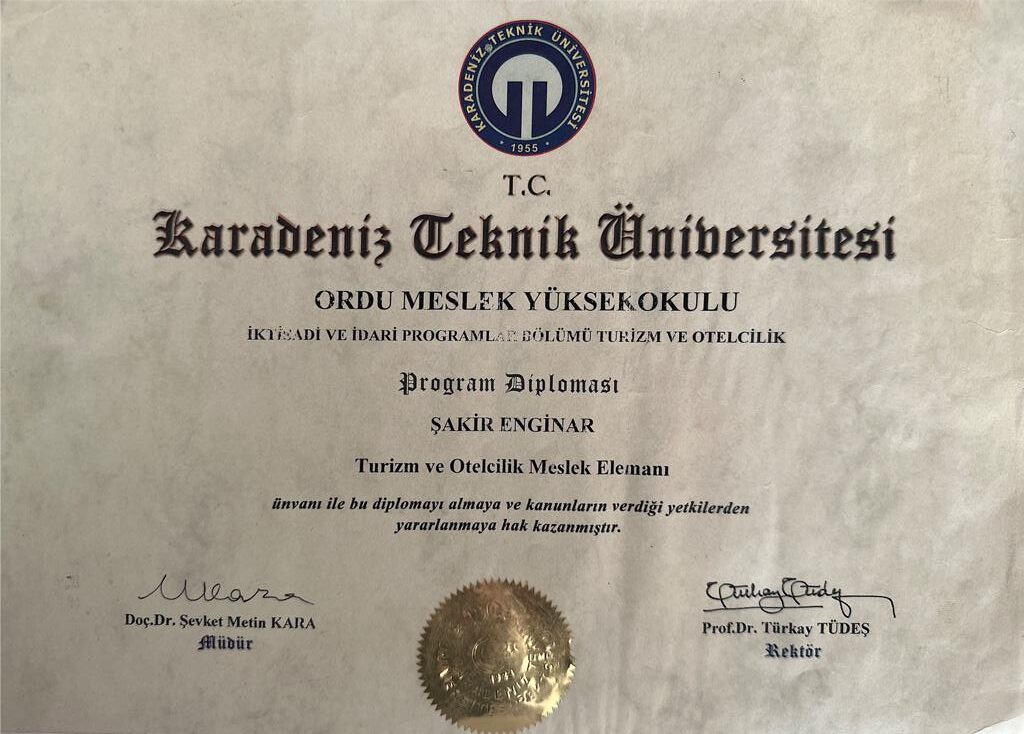 KARADENİZ TEKNİK ÜNİVERSİTESİ
1955
T.C.
Karadeniz Teknik Üniversitesi
ORDU MESLEK YÜKSEKOKULU
İKTİSADİ VE İDARİ PROGRAMLAR BÖLÜMÜ TURİZM VE OTELCİLİK
Program Diploması
ŞAKİR ENGİNAR
Turizm ve Otelcilik Meslek Elemanı
ünvanı ile bu diplomayı almaya ve kanunların verdiği yetkilerden
yararlanmaya hak kazanmıştır.
Doç.Dr. Şevket Metin KARA
Müdür
Prof.Dr. Türkay TÜDEŞ
Rektör